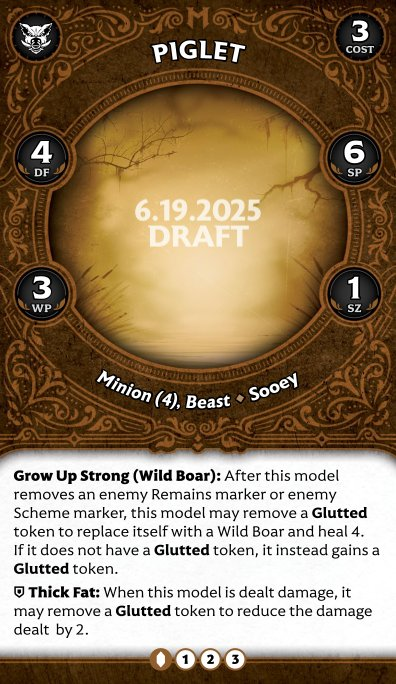 PIGLET
3
COST
4
DF
6
SP
6.19.2025
DRAFT
3
WP
1
SZ
Minion (4), Beast ⬥ Sooey
Grow Up Strong (Wild Boar): After this model
removes an enemy Remains marker or enemy
Scheme marker, this model may remove a Glutted
token to replace itself with a Wild Boar and heal 4.
If it does not have a Glutted token, it instead gains a
Glutted token.
Thick Fat: When this model is dealt damage, it
may remove a Glutted token to reduce the damage
dealt by 2.
1 2 3